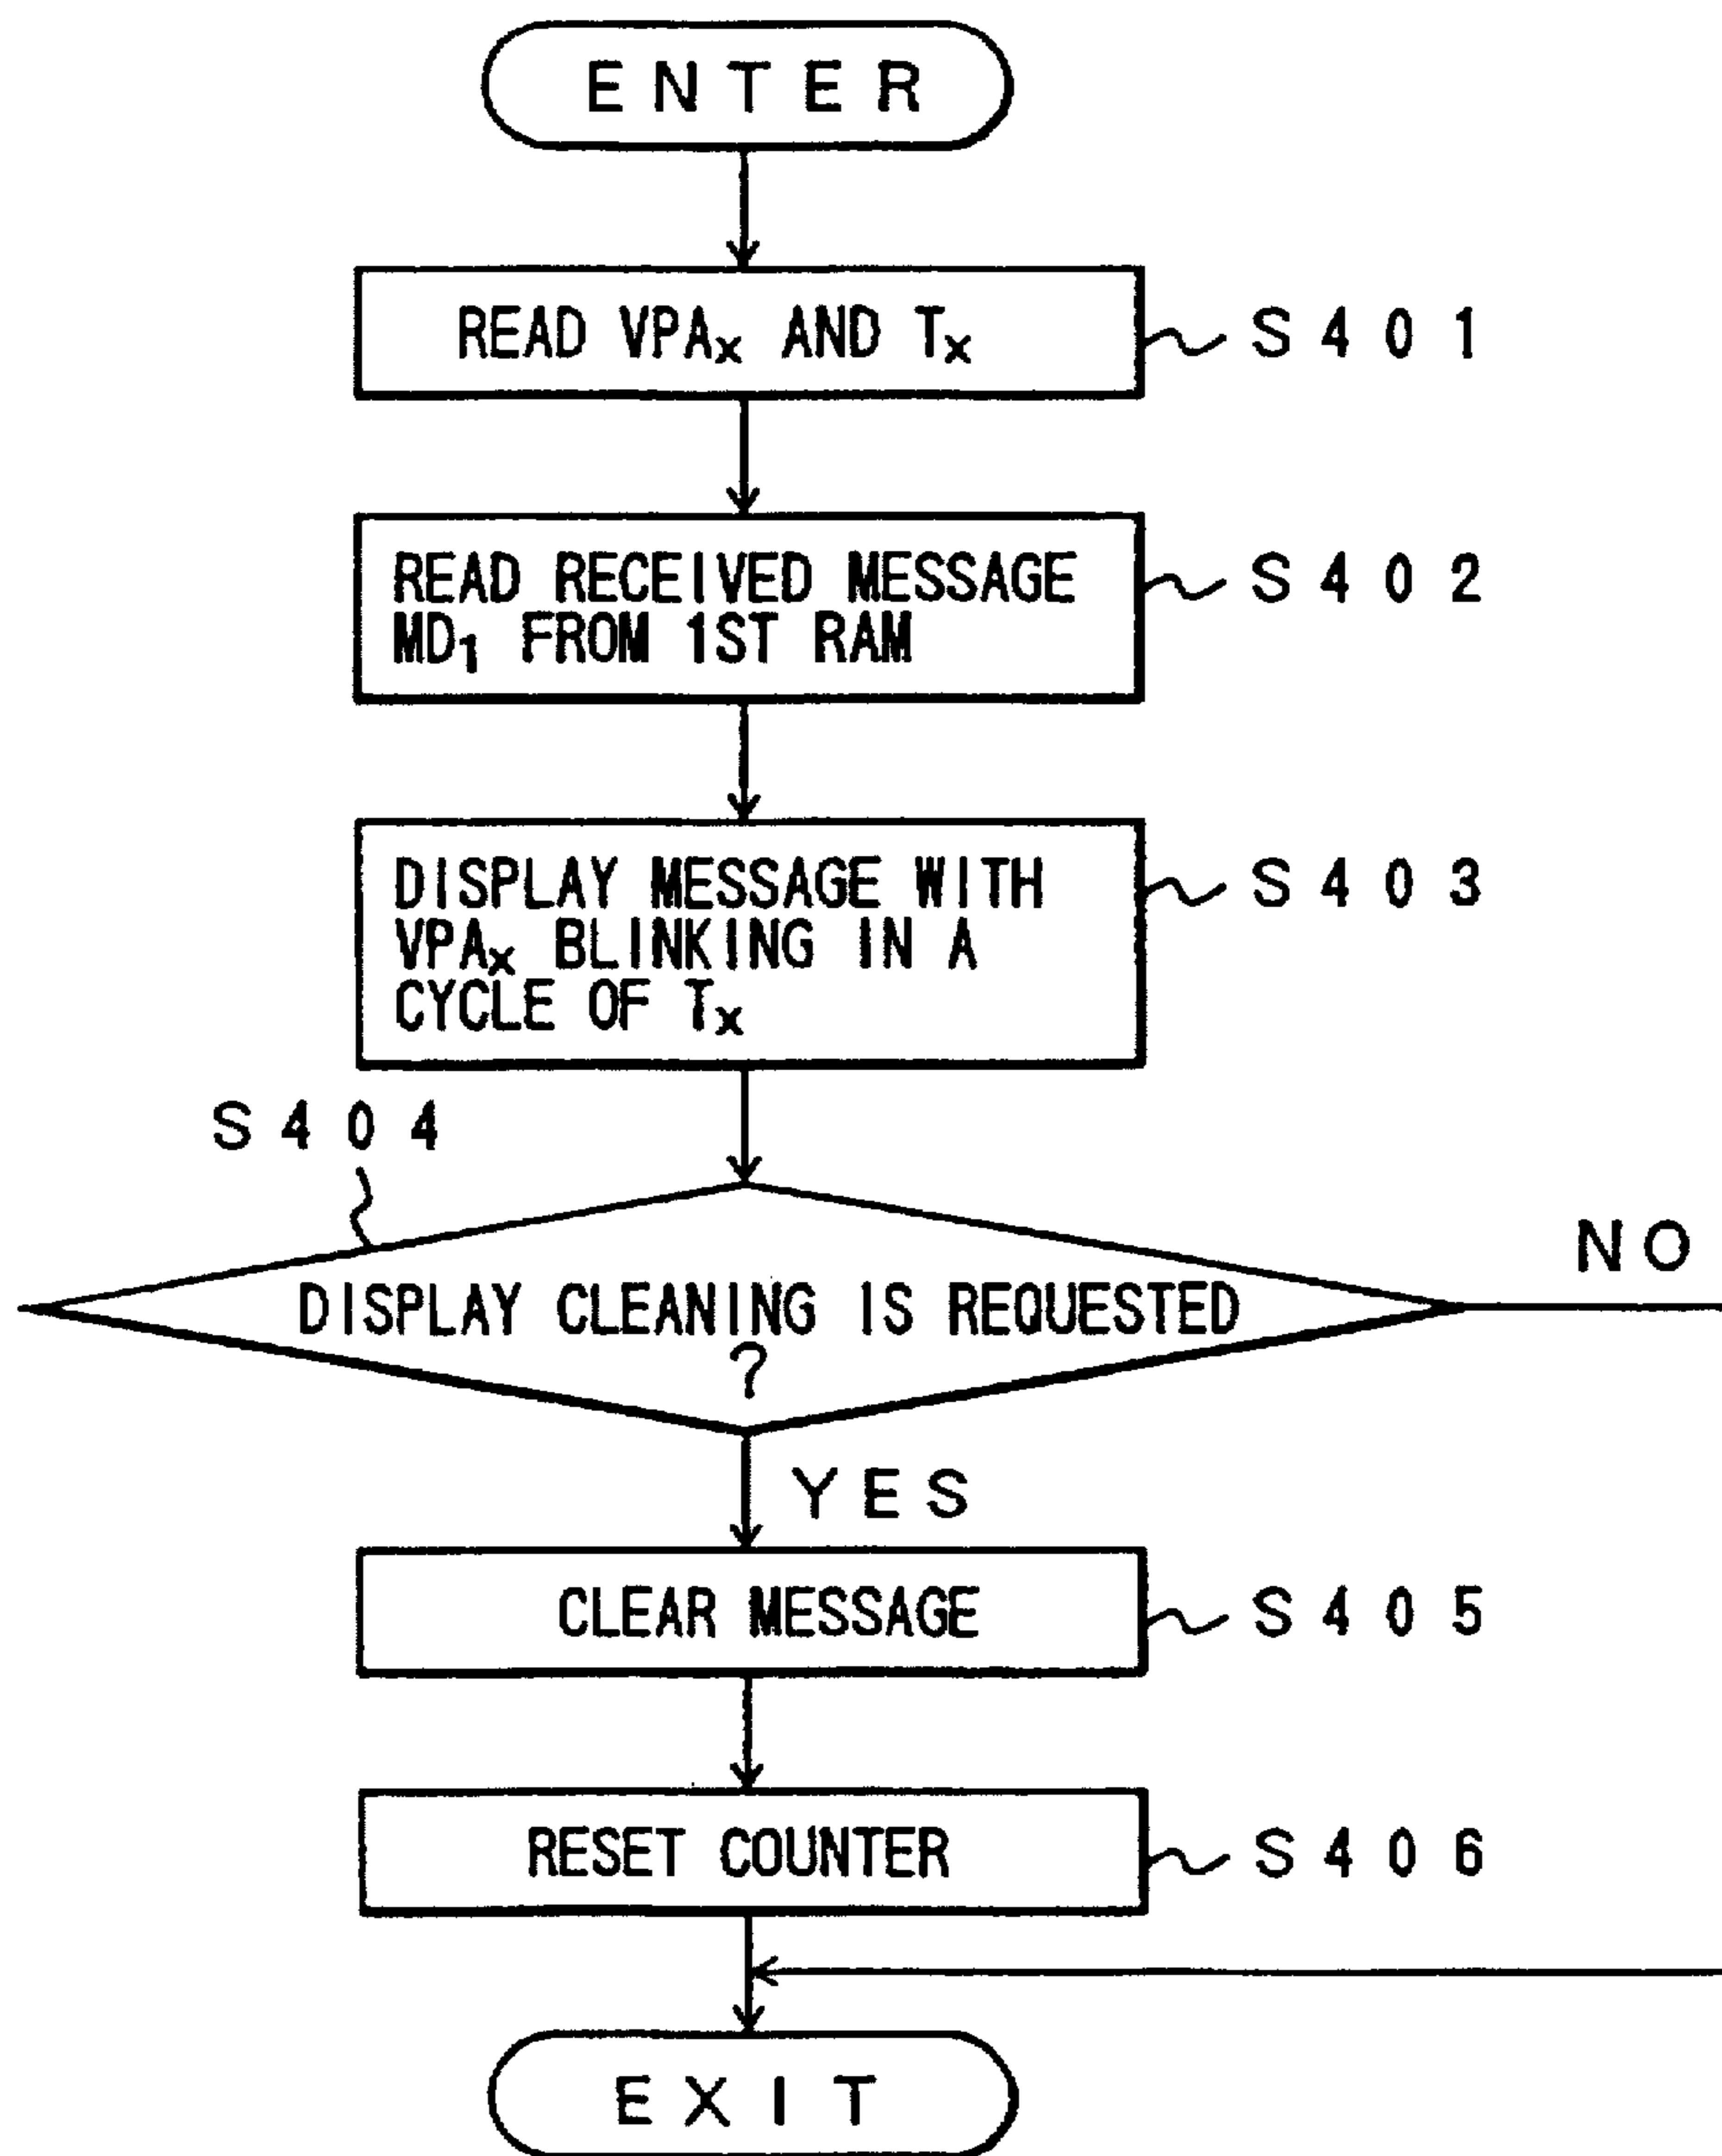 ENTER
READ VPAₓ AND Tₓ
S401
READ RECEIVED MESSAGE
MD₁ FROM 1ST RAM
S402
DISPLAY MESSAGE WITH
VPAₓ BLINKING IN A
CYCLE OF Tₓ
S403
S404
DISPLAY CLEANING IS REQUESTED
?
NO
YES
CLEAR MESSAGE
S405
RESET COUNTER
S406
EXIT